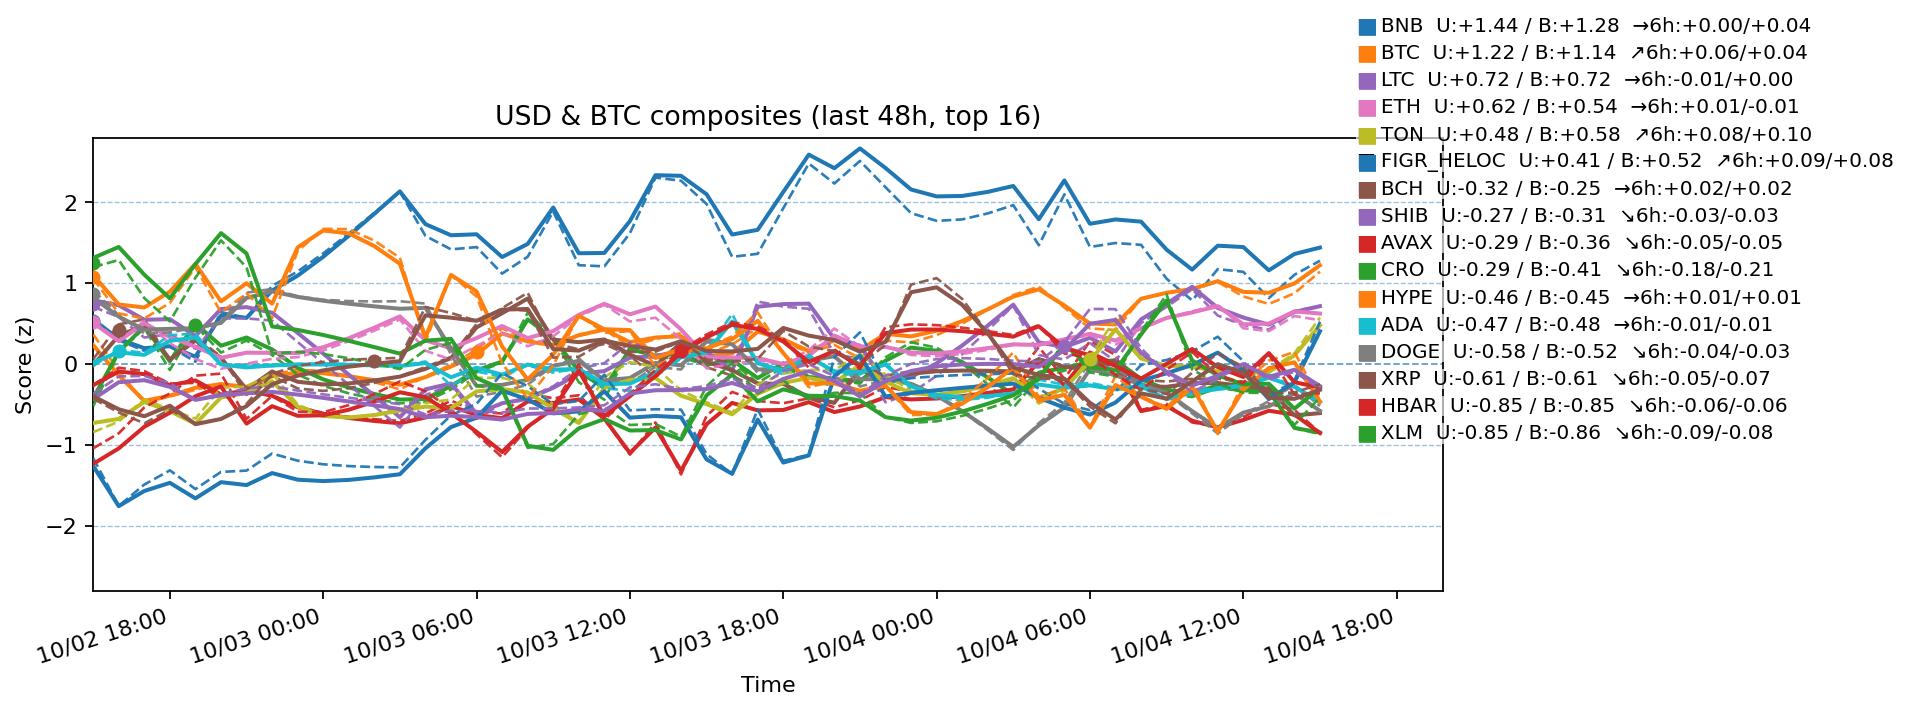 BNB  U:+1.44 / B:+1.28  →6h:+0.00/+0.04
BTC  U:+1.22 / B:+1.14  ↗6h:+0.06/+0.04
LTC  U:+0.72 / B:+0.72  →6h:-0.01/+0.00
ETH  U:+0.62 / B:+0.54  →6h:+0.01/-0.01
TON  U:+0.48 / B:+0.58  ↗6h:+0.08/+0.10
FIGR_HELOC  U:+0.41 / B:+0.52  ↗6h:+0.09/+0.08
BCH  U:-0.32 / B:-0.25  →6h:+0.02/+0.02
SHIB  U:-0.27 / B:-0.31  ↘6h:-0.03/-0.03
AVAX  U:-0.29 / B:-0.36  ↘6h:-0.05/-0.05
CRO  U:-0.29 / B:-0.41  ↘6h:-0.18/-0.21
HYPE  U:-0.46 / B:-0.45  →6h:+0.01/+0.01
ADA  U:-0.47 / B:-0.48  →6h:-0.01/-0.01
DOGE  U:-0.58 / B:-0.52  ↘6h:-0.04/-0.03
XRP  U:-0.61 / B:-0.61  ↘6h:-0.05/-0.07
HBAR  U:-0.85 / B:-0.85  ↘6h:-0.06/-0.06
XLM  U:-0.85 / B:-0.86  ↘6h:-0.09/-0.08
USD & BTC composites (last 48h, top 16)
Score (z)
2
1
0
−1
−2
10/02 18:00
10/03 00:00
10/03 06:00
10/03 12:00
10/03 18:00
10/04 00:00
10/04 06:00
10/04 12:00
10/04 18:00
Time